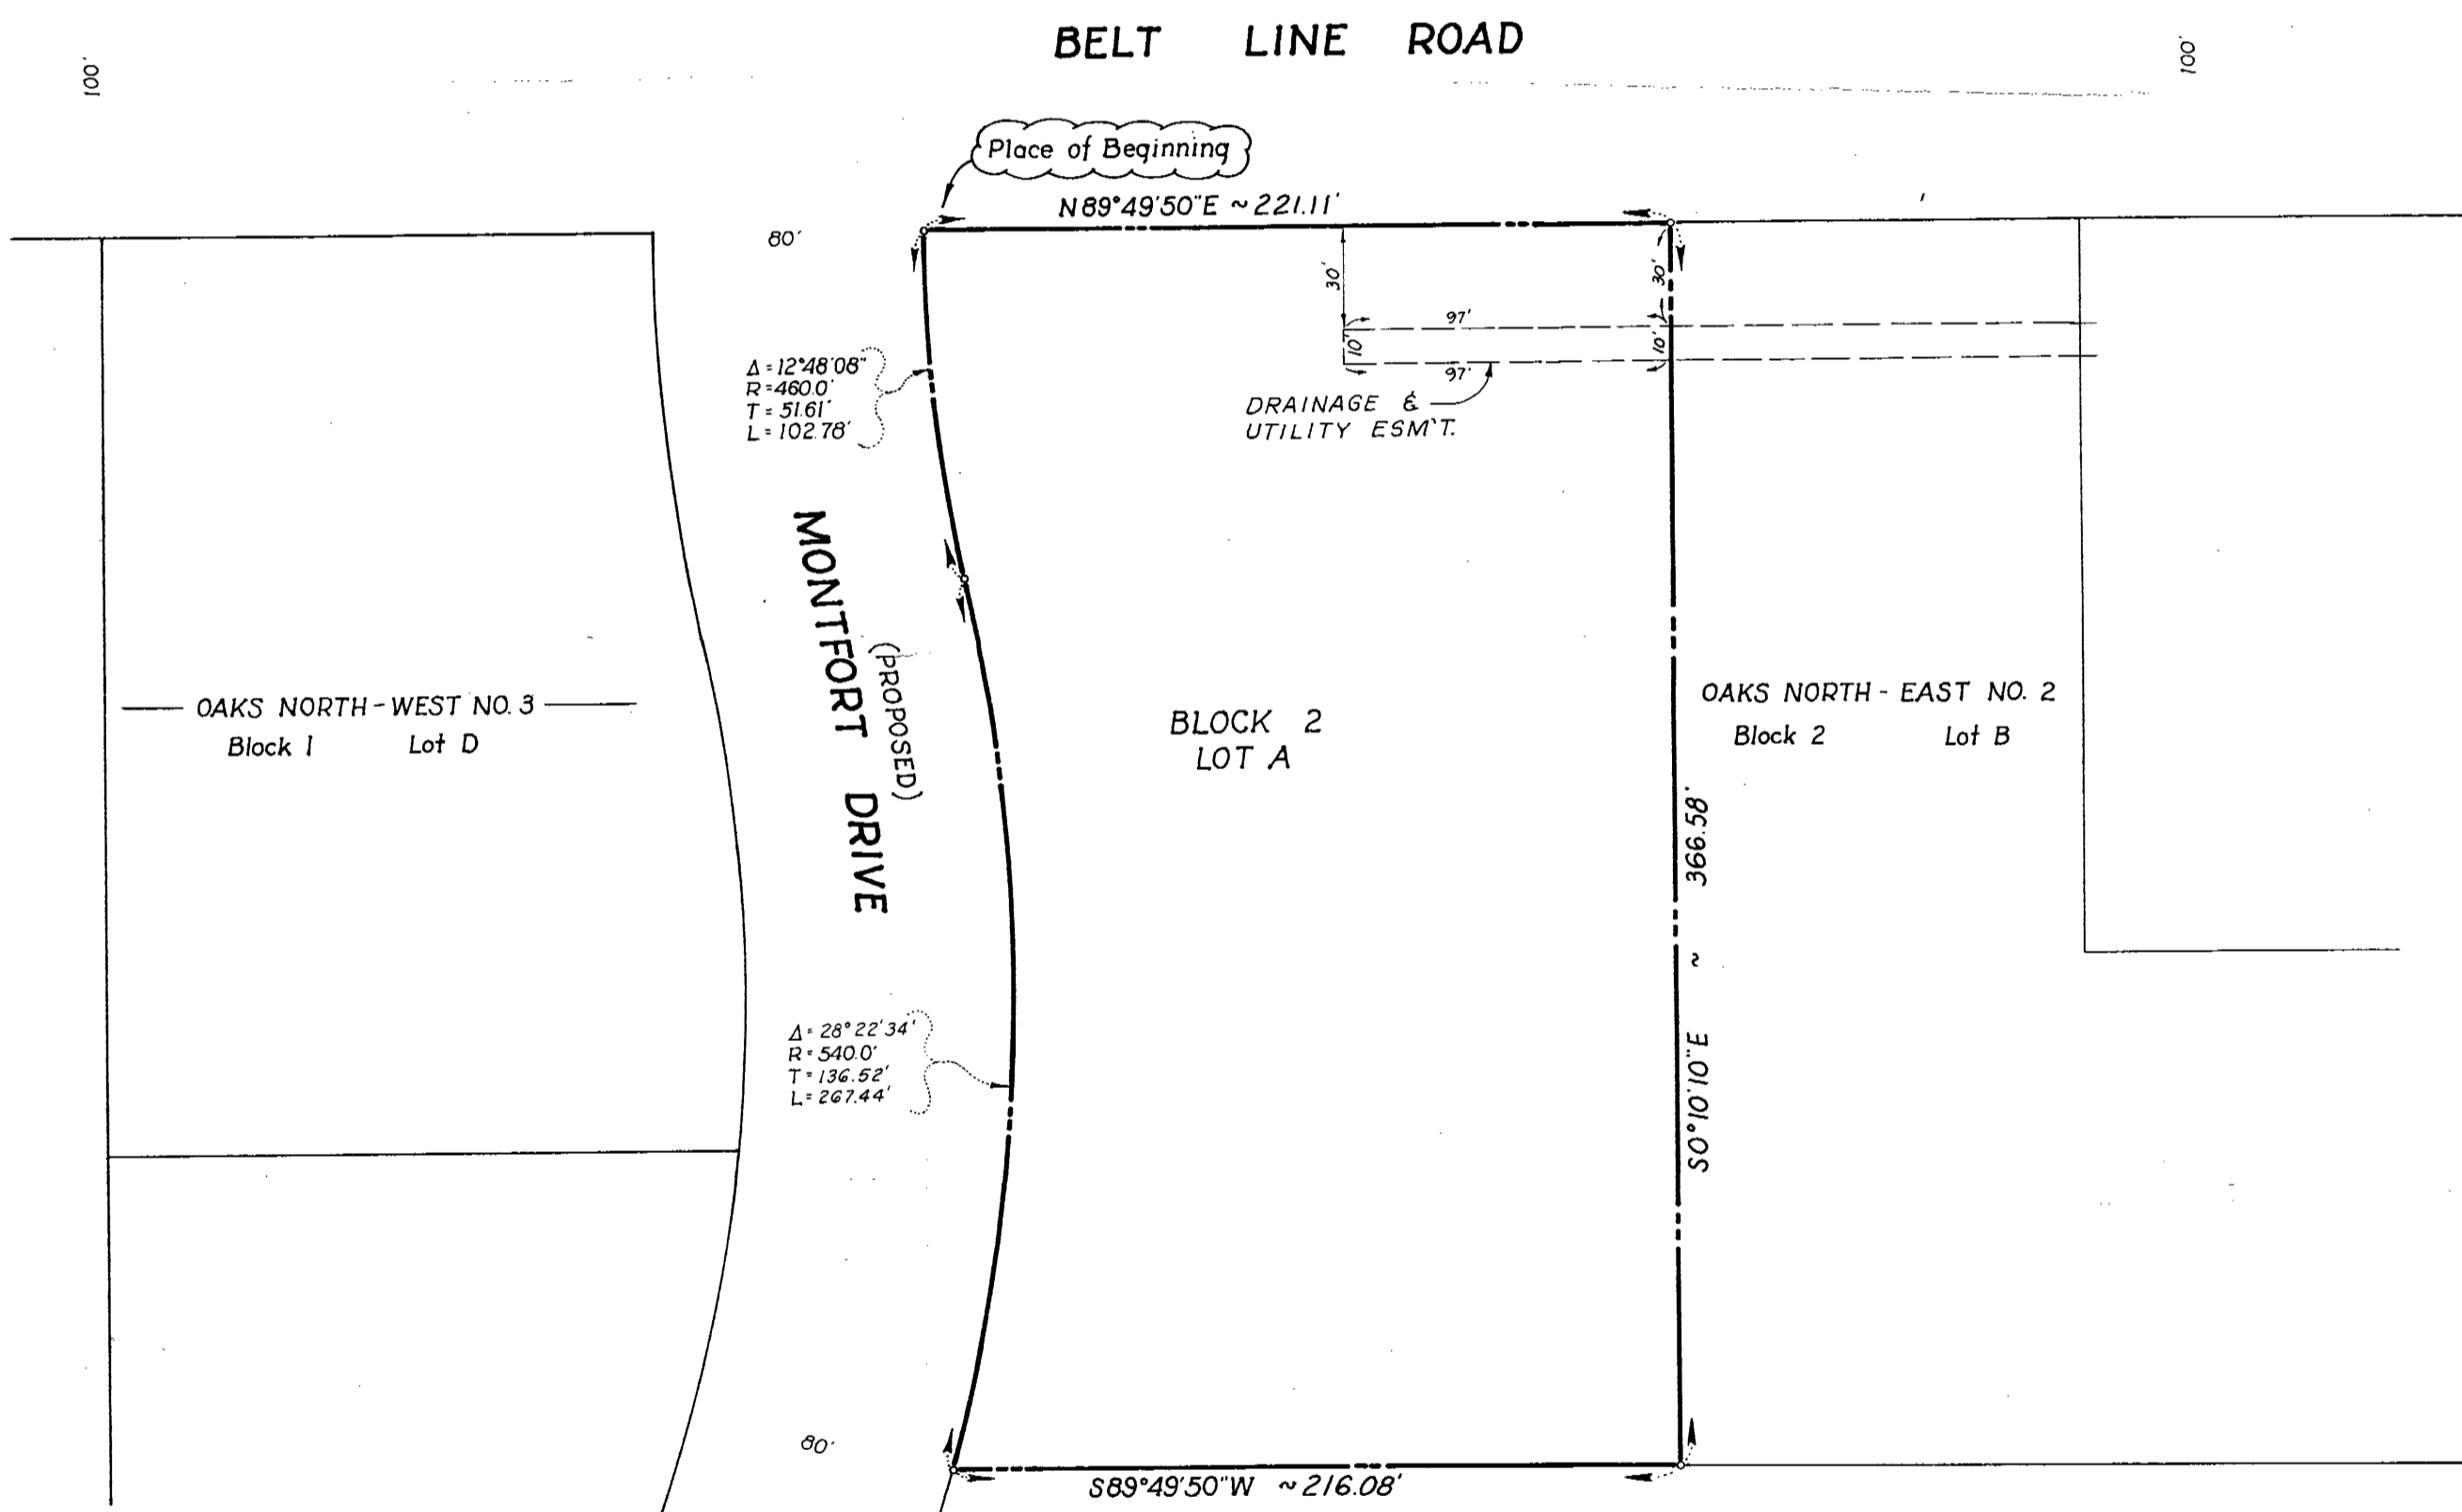 BELT LINE ROAD
100'
100'
Place of Beginning
N89°49'50"E ~ 221.11'
80'
30'
30'
97'
10'
10'
97'
Δ = 12°48'08"
R = 460.0'
T = 51.61'
L = 102.78'
DRAINAGE &
UTILITY ESM'T.
MONTFORT DRIVE
(PROPOSED)
OAKS NORTH - WEST NO. 3
Block 1 Lot D
BLOCK 2
LOT A
OAKS NORTH - EAST NO. 2
Block 2 Lot B
S0°10'10"E ~ 366.58'
Δ = 28°22'34'
R = 540.0'
T = 136.52'
L = 267.44'
80'
S89°49'50"W ~ 216.08'